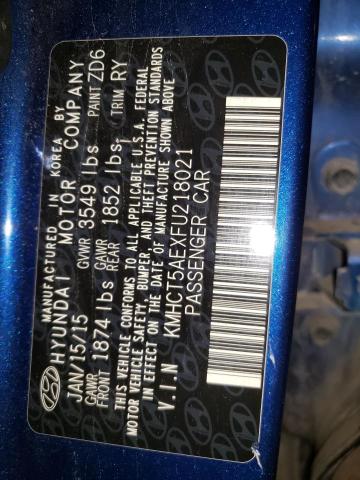 MANUFACTURED IN KOREA BY
HYUNDAI MOTOR COMPANY
JAN/15/15 GVWR 3549 lbs PAINT ZD6
GAWR FRONT 1874 lbs GAWR REAR 1852 lbs. TRIM RY
THIS VEHICLE CONFORMS TO ALL APPLICABLE U.S.A. FEDERAL
MOTOR VEHICLE SAFETY, BUMPER, AND THEFT PREVENTION STANDARDS
IN EFFECT ON THE DATE OF MANUFACTURE SHOWN ABOVE
V.I.N KMHCT5AEXFU218021
PASSENGER CAR